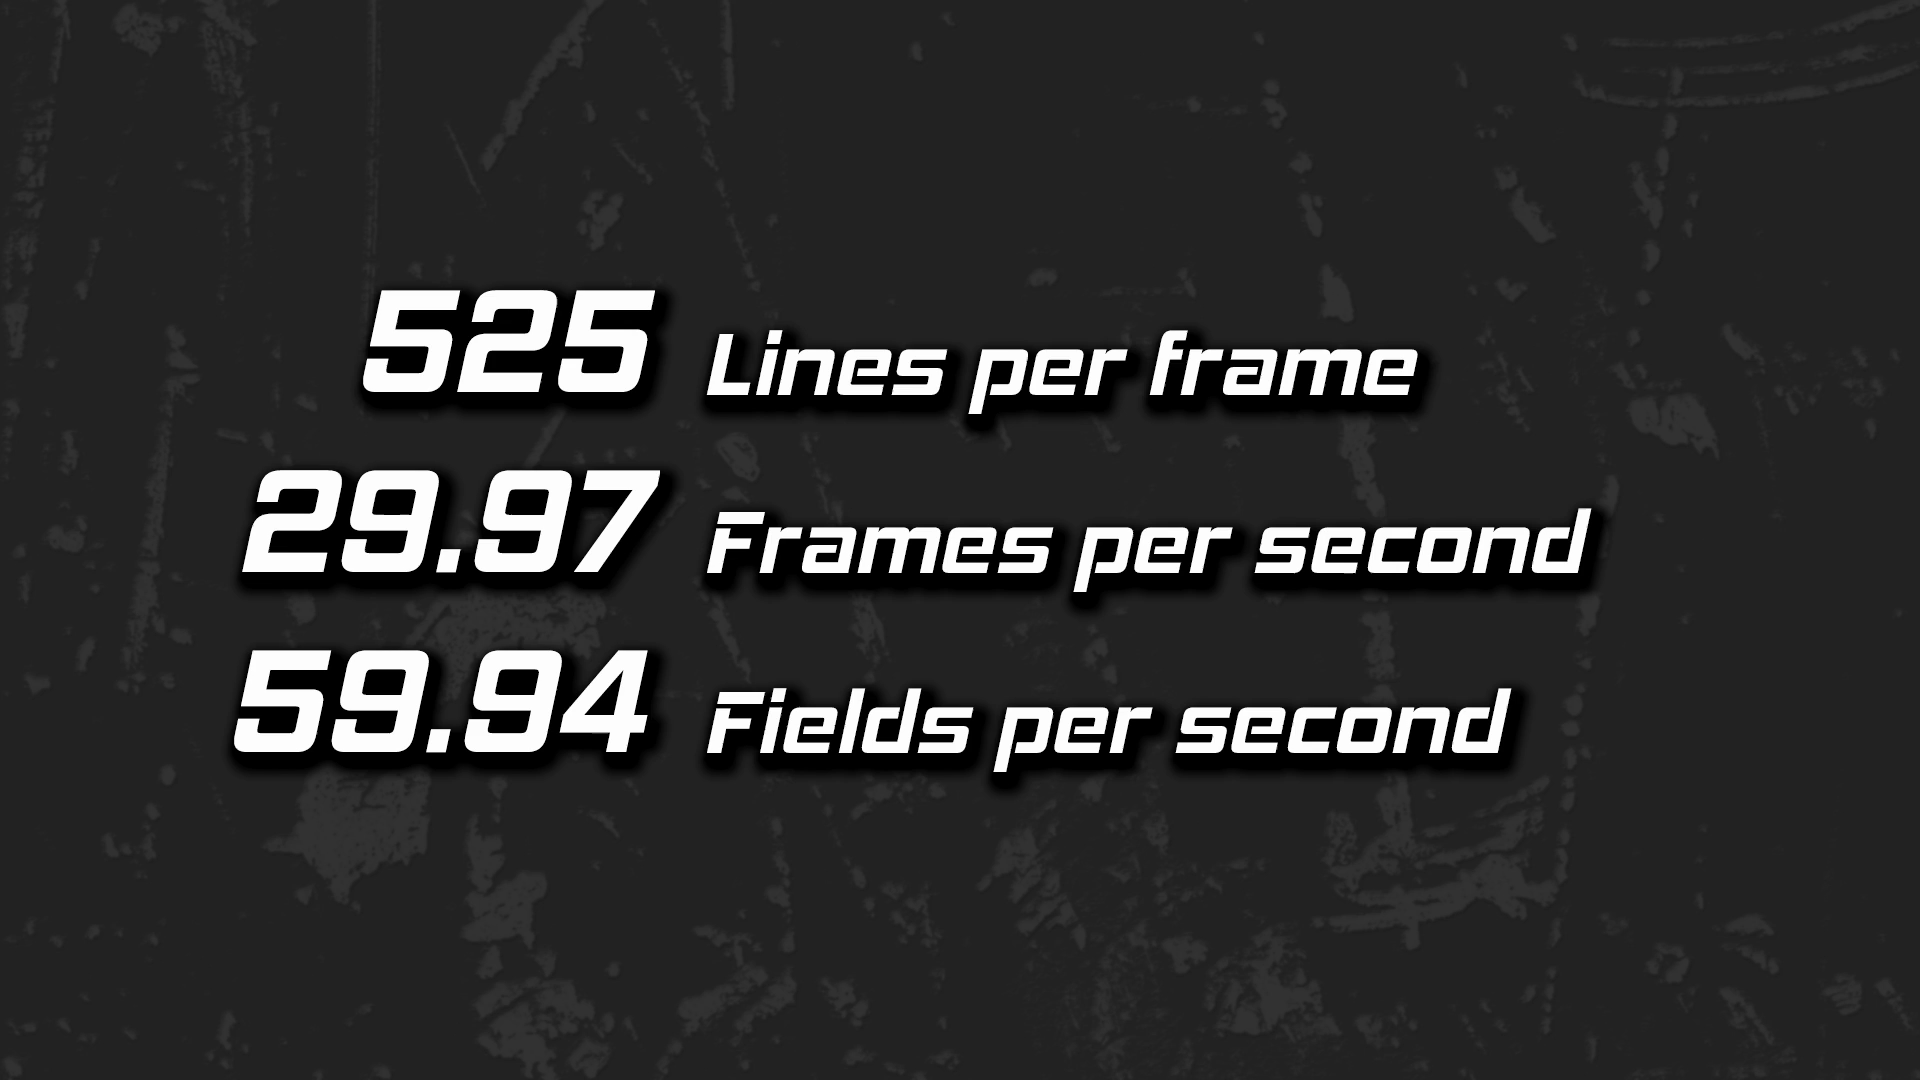 525 Lines per frame
29.97 Frames per second
59.94 Fields per second